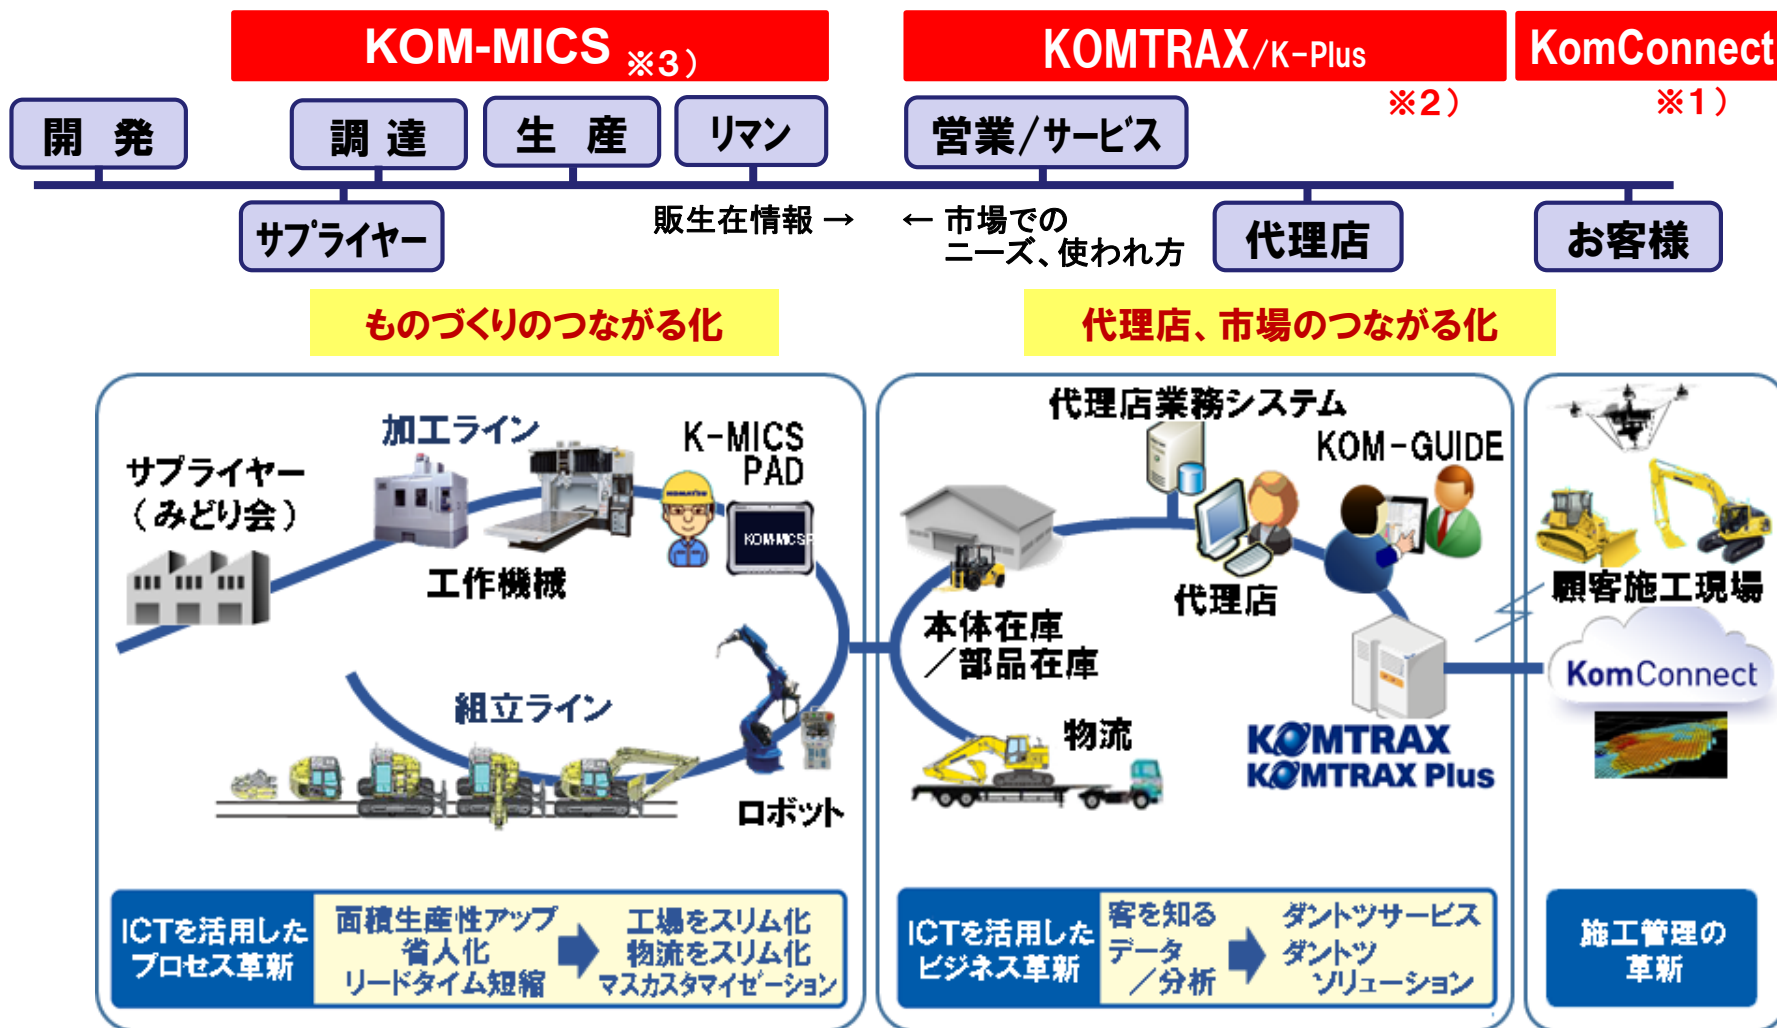 KOM-MICS ※3）
KOMTRAX/K-Plus
※2）
KomConnect
※1）
開 発
調 達
生 産
リマン
営業/サービス
サプライヤー
販生在情報 →
← 市場での
ニーズ、使われ方
代理店
お客様
ものづくりのつながる化
代理店、市場のつながる化
サプライヤー
（みどり会）
加工ライン
工作機械
K-MICS
PAD
KOMATSU
KOM-MICSP
組立ライン
ロボット
代理店業務システム
KOM-GUIDE
代理店
本体在庫
／部品在庫
物流
KOMTRAX
KOMTRAX Plus
顧客施工現場
KomConnect
ICTを活用した
プロセス革新
面積生産性アップ
省人化
リードタイム短縮
工場をスリム化
物流をスリム化
マスカスタマイゼーション
ICTを活用した
ビジネス革新
客を知る
データ
／分析
ダントツサービス
ダントツ
ソリューション
施工管理の
革新